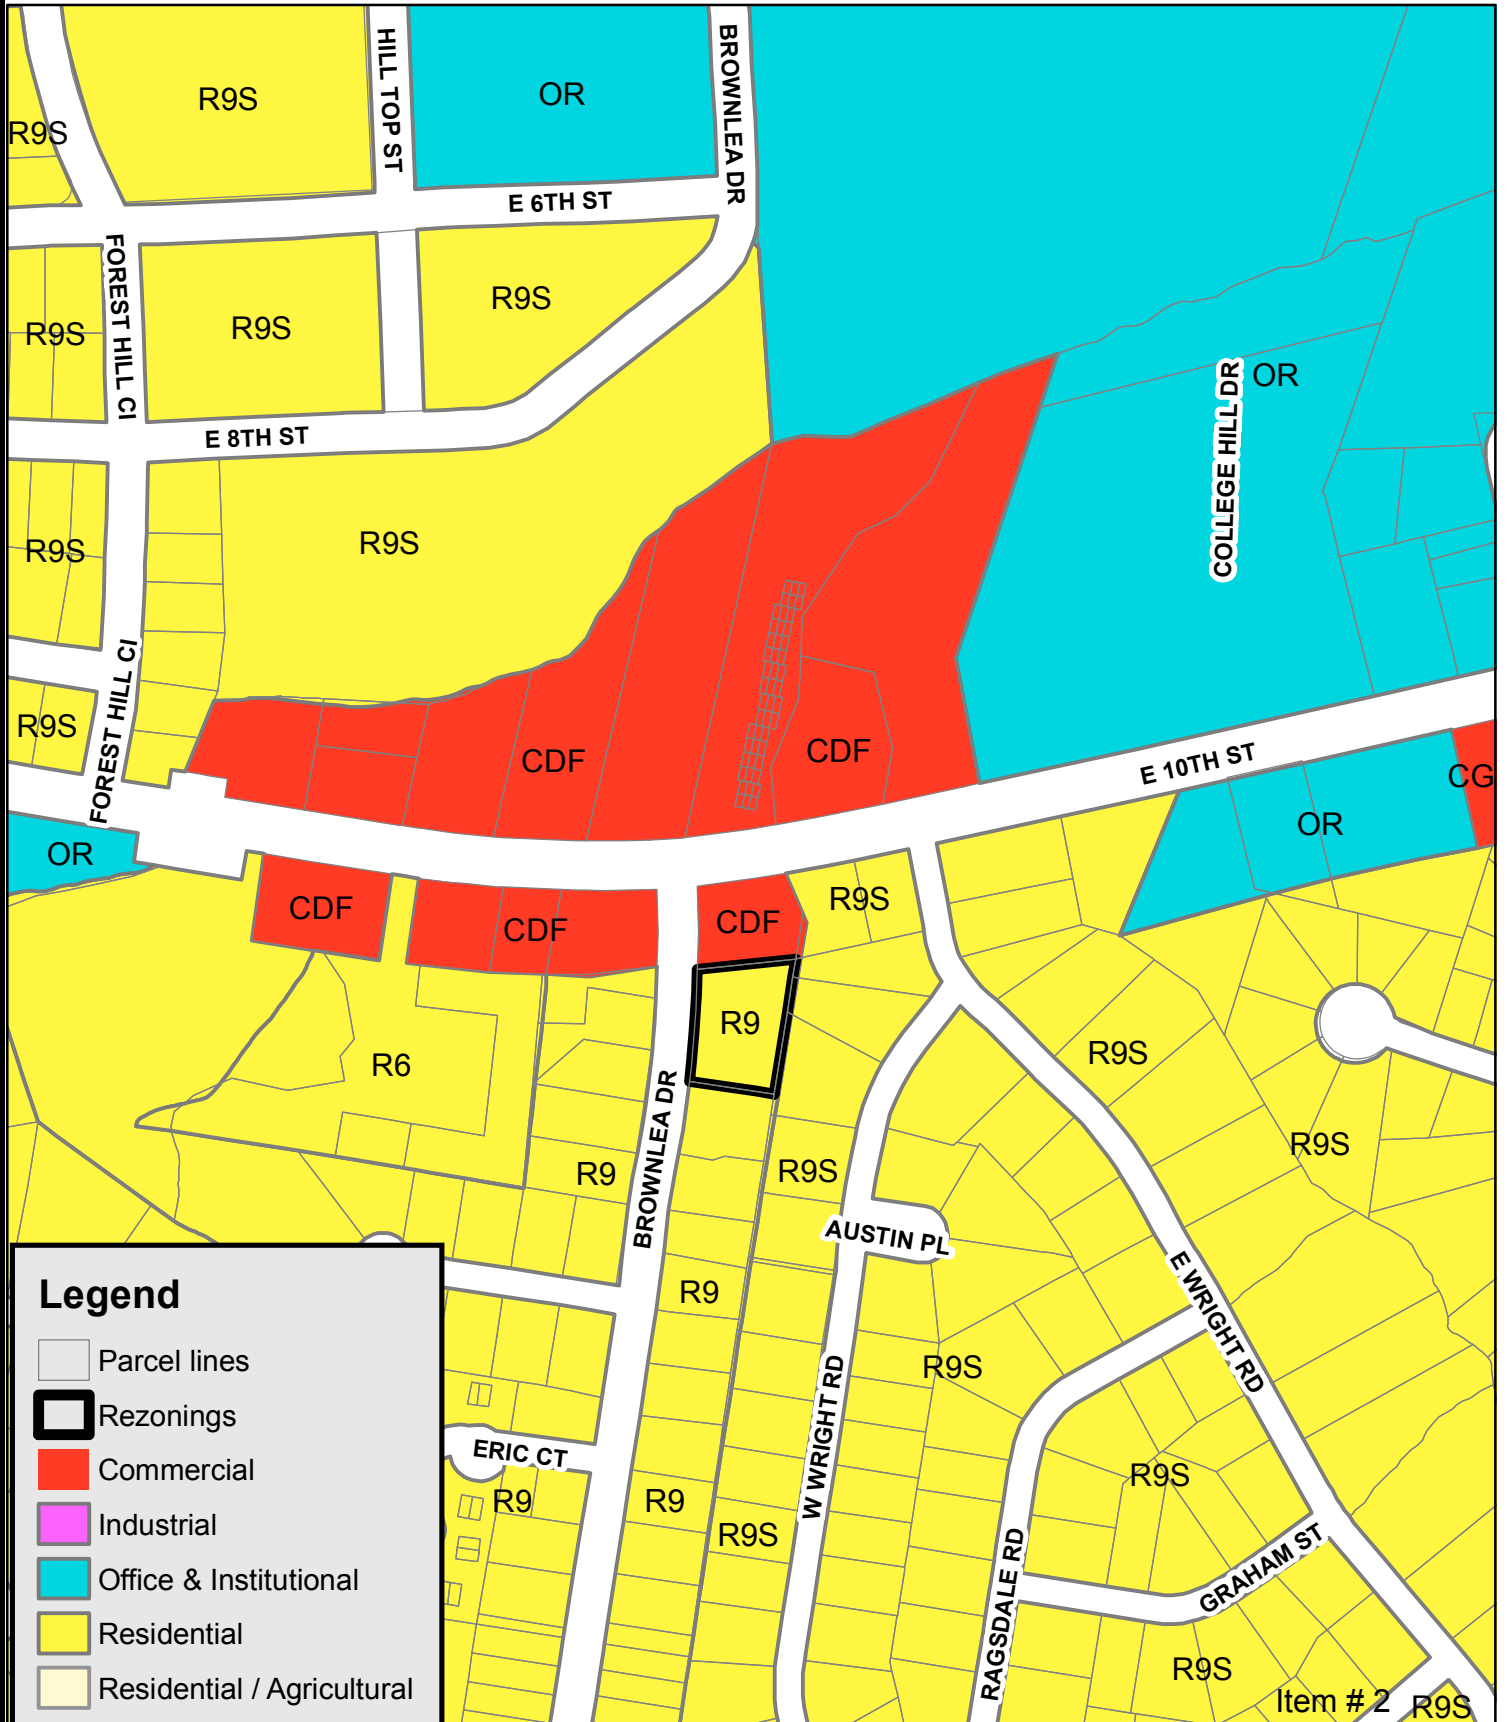 HILL TOP ST
BROWNLEA DR
R9S
OR
R9S
E 6TH ST
FOREST HILL CI
R9S
R9S
R9S
COLLEGE HILL DR
OR
E 8TH ST
R9S
R9S
FOREST HILL CI
R9S
CDF
CDF
E 10TH ST
CG
OR
OR
CDF
CDF
CDF
R9S
R9
R6
R9S
BROWNLEA DR
R9
R9S
R9S
AUSTIN PL
E WRIGHT RD
R9
R9S
W WRIGHT RD
ERIC CT
R9
R9
R9S
R9S
RAGSDALE RD
GRAHAM ST
R9S
Item # 2
R9S
Legend
Parcel lines
Rezonings
Commercial
Industrial
Office & Institutional
Residential
Residential / Agricultural